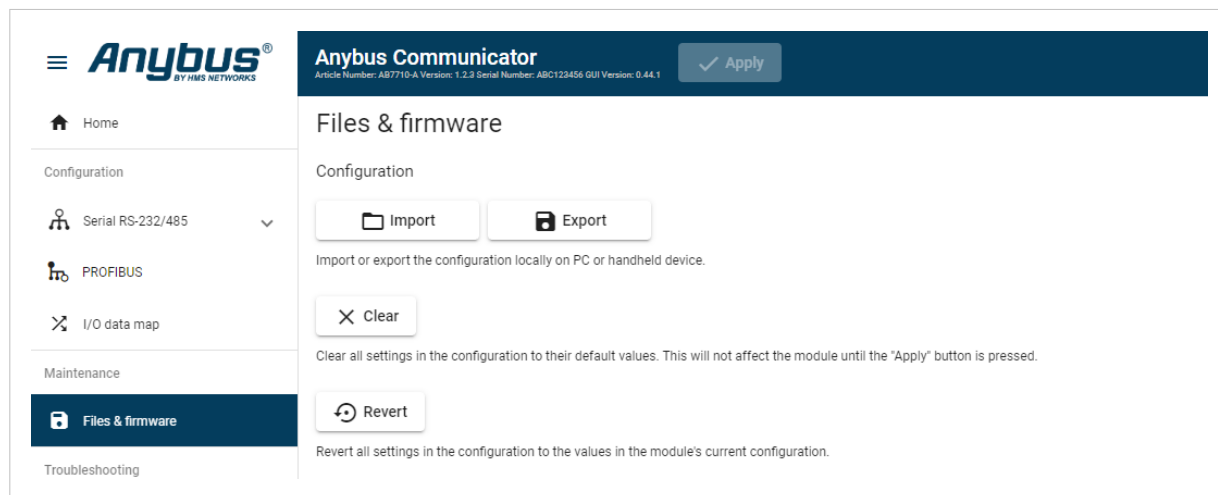 Anybus®
BY HMS NETWORKS
Anybus Communicator
Article Number: AB7710-A Version: 1.2.3 Serial Number: ABC123456 GUI Version: 0.44.1
Apply
Home
Configuration
Serial RS-232/485
PROFIBUS
I/O data map
Maintenance
Files & firmware
Troubleshooting
Files & firmware
Configuration
Import
Export
Import or export the configuration locally on PC or handheld device.
Clear
Clear all settings in the configuration to their default values. This will not affect the module until the "Apply" button is pressed.
Revert
Revert all settings in the configuration to the values in the module's current configuration.